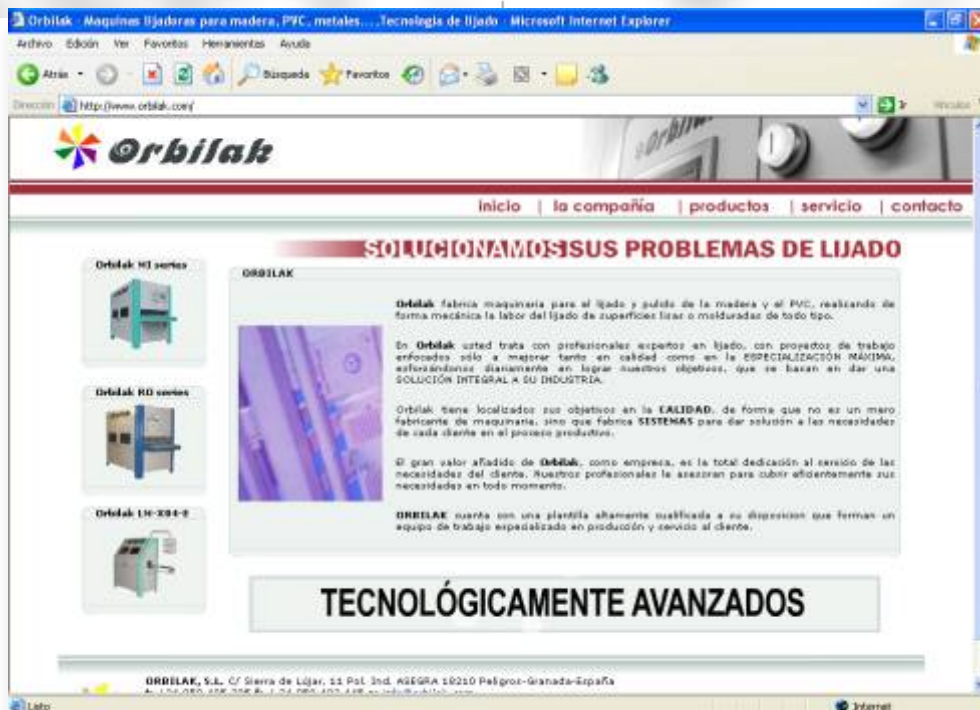 Orbilak - Maquinas lijadoras para madera, PVC, metales....,Tecnologia de lijado - Microsoft Internet Explorer
Archivo Edición Ver Favoritos Herramientas Ayuda
Atrás Búsqueda Favoritos
Dirección http://www.orbilak.com/ Ir Vínculos
Orbilak
Orbilak
inicio | la compañía | productos | servicio | contacto
SOLUCIONAMOS SUS PROBLEMAS DE LIJADO
Orbilak HI series
Orbilak RO series
Orbilak LH-X04-E
ORBILAK
Orbilak fabrica maquinaria para el lijado y pulido de la madera y el PVC, realizando de
forma mecánica la labor del lijado de superficies lisas o molduradas de todo tipo.
En Orbilak usted trata con profesionales expertos en lijado, con proyectos de trabajo
enfocados sólo a mejorar tanto en calidad como en la ESPECIALIZACIÓN MÁXIMA,
esforzándonos diariamente en lograr nuestros objetivos, que se basan en dar una
SOLUCIÓN INTEGRAL A SU INDUSTRIA.
Orbilak tiene localizados sus objetivos en la CALIDAD, de forma que no es un mero
fabricante de maquinaria, sino que fabrica SISTEMAS para dar solución a las necesidades
de cada cliente en el proceso productivo.
El gran valor añadido de Orbilak, como empresa, es la total dedicación al servicio de las
necesidades del cliente. Nuestros profesionales le asesoran para cubrir eficientemente sus
necesidades en todo momento.
ORBILAK cuenta con una plantilla altamente cualificada a su disposicion que forman un
equipo de trabajo especializado en producción y servicio al cliente.
TECNOLÓGICAMENTE AVANZADOS
ORBILAK, S.L. C/ Sierra de Lújar, 11 Pol. Ind. ASEGRA 18210 Peligros-Granada-España
Listo Internet